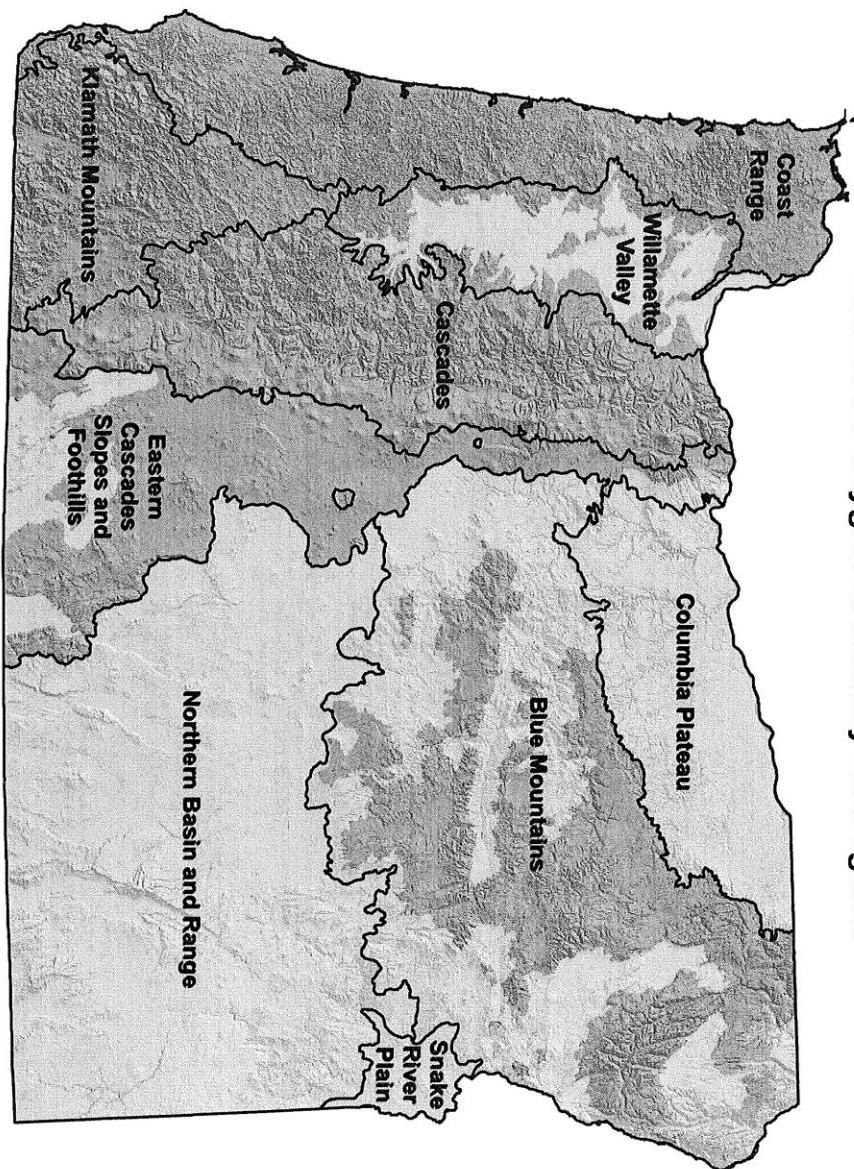 Coast
Range
Willamette
Valley
Columbia Plateau
Cascades
Blue Mountains
Klamath Mountains
Eastern
Cascades
Slopes and
Foothills
Northern Basin and Range
Snake
River
Plain